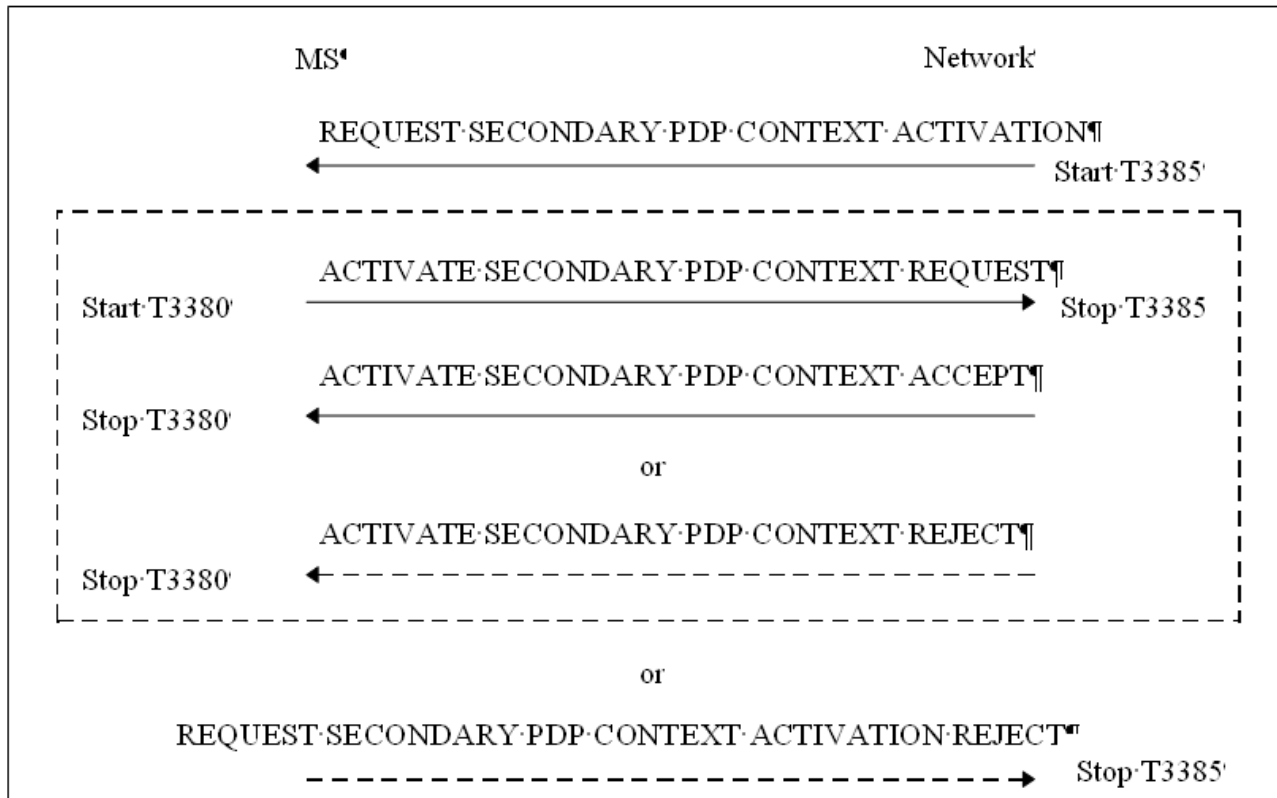 MS Network
REQUEST·SECONDARY·PDP·CONTEXT·ACTIVATION¶
Start·T3385
ACTIVATE·SECONDARY·PDP·CONTEXT·REQUEST¶
Start·T3380 Stop·T3385
ACTIVATE·SECONDARY·PDP·CONTEXT·ACCEPT¶
Stop·T3380
or
ACTIVATE·SECONDARY·PDP·CONTEXT·REJECT¶
Stop·T3380
or
REQUEST·SECONDARY·PDP·CONTEXT·ACTIVATION·REJECT¶
Stop·T3385